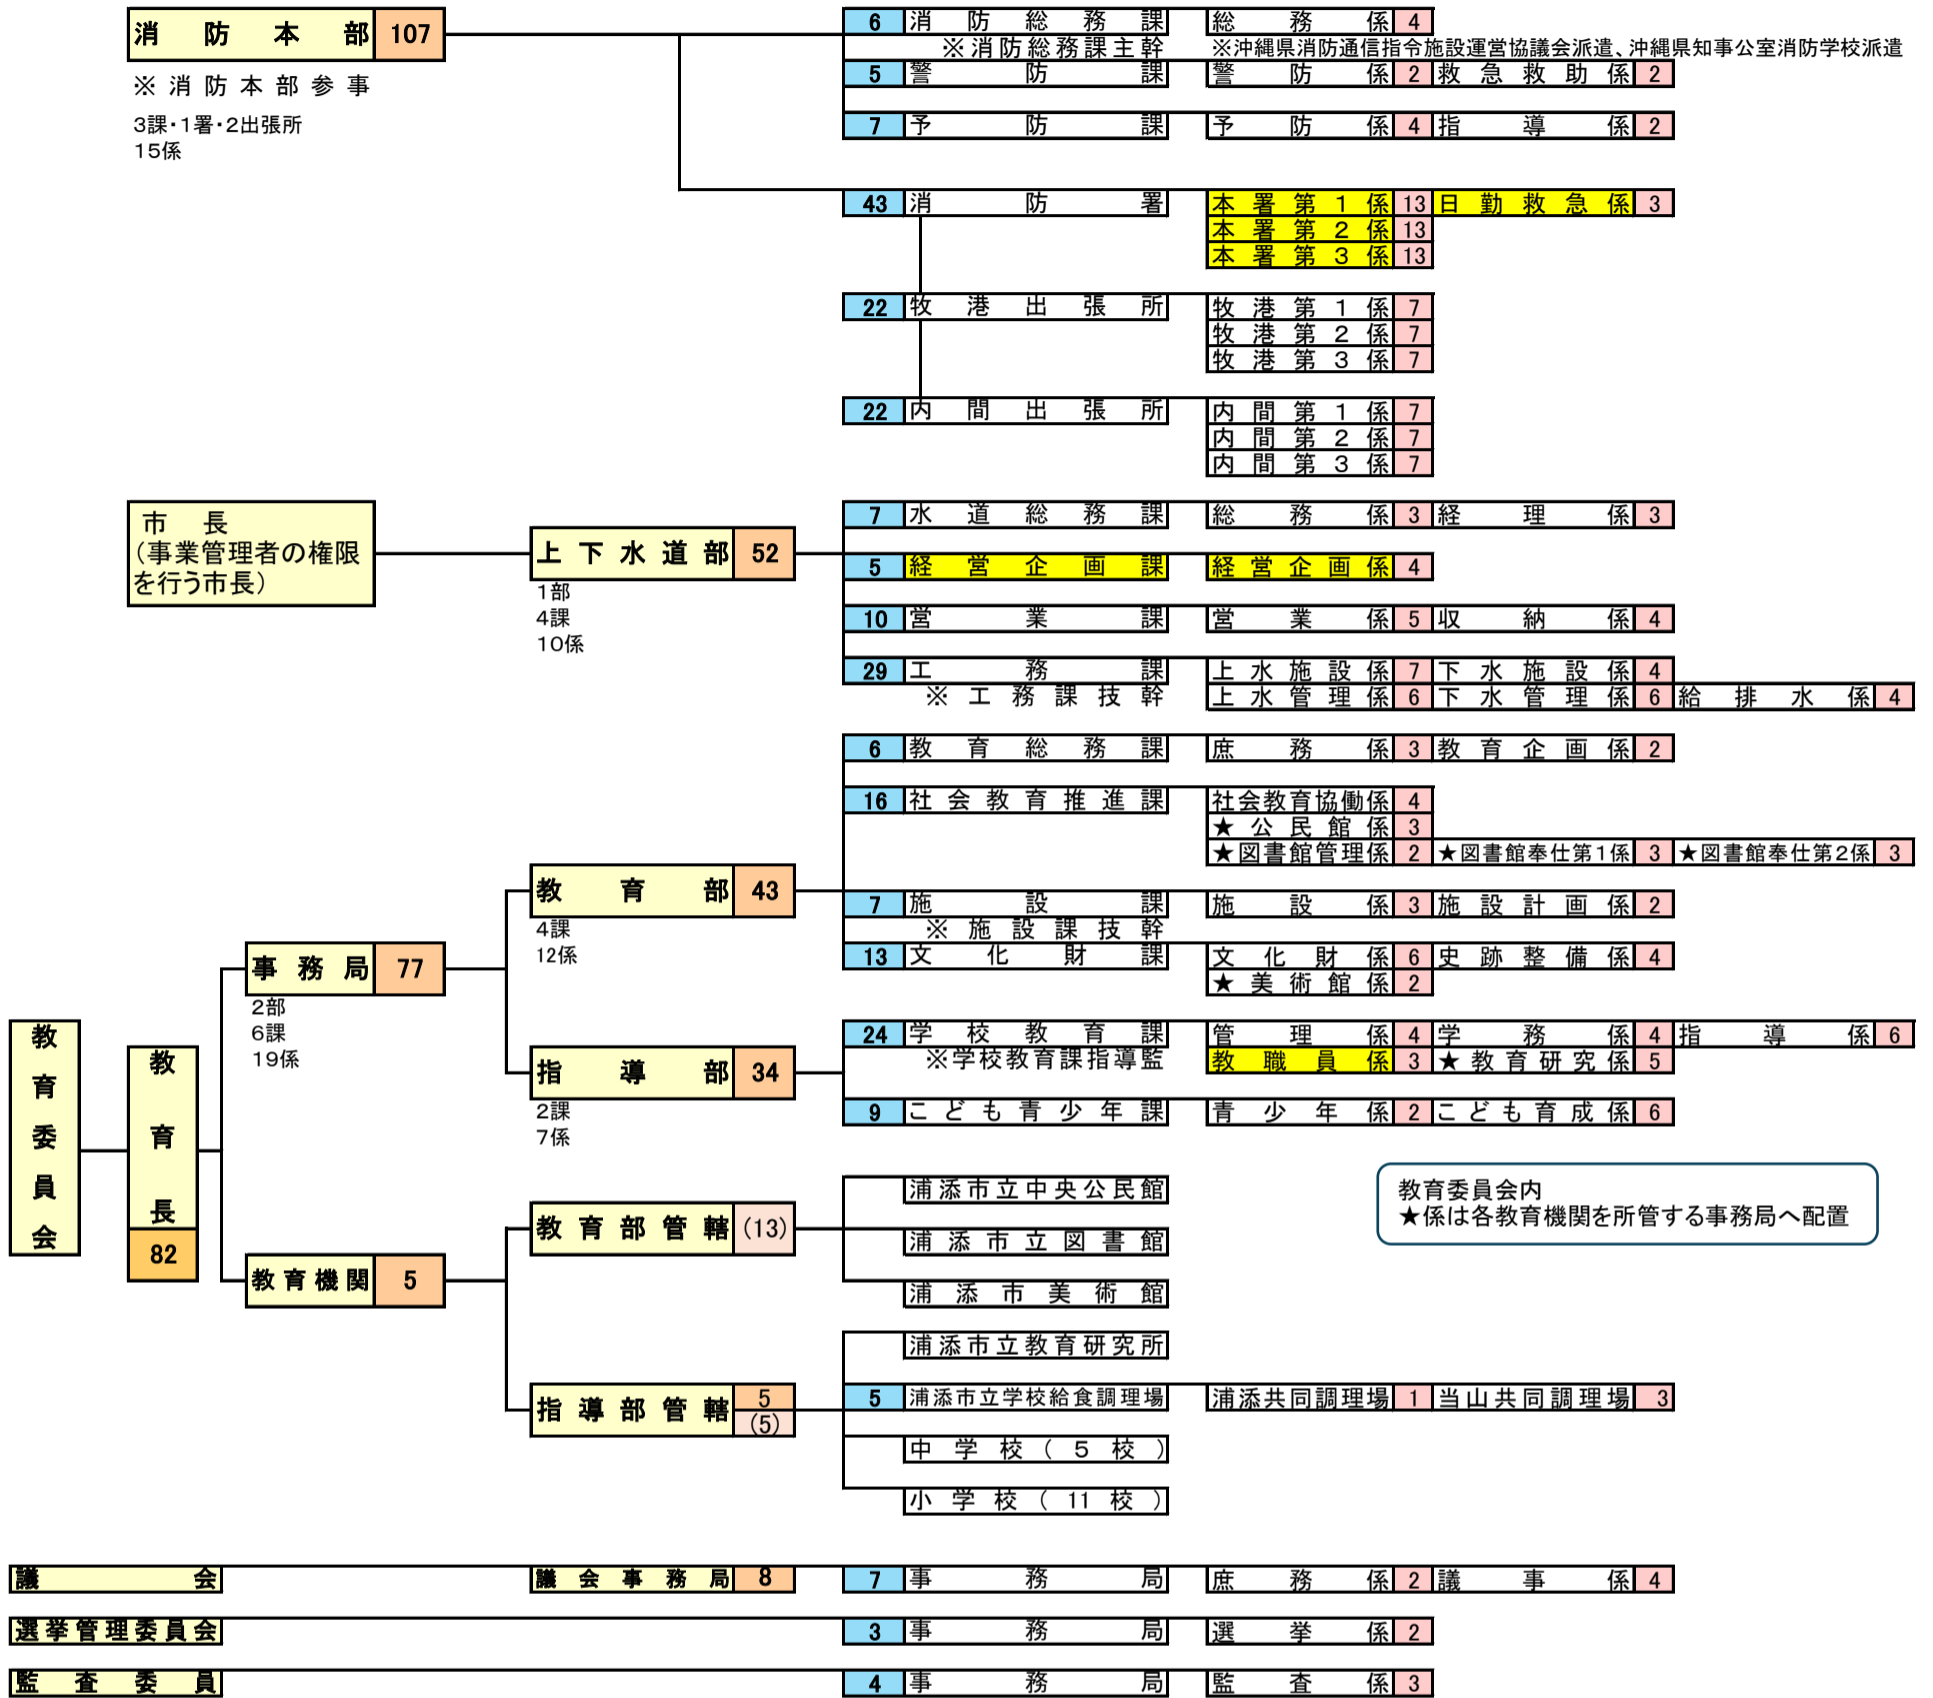 消防本部 107
※消防本部参事
3課・1署・2出張所
15係
6 消防総務課 総務係 4
※消防総務課主幹 ※沖縄県消防通信指令施設運営協議会派遣、沖縄県知事公室消防学校派遣
5 警防課 警防係 2 救急救助係 2
7 予防課 予防係 4 指導係 2
43 消防署 本署第1係 13 日勤救急係 3
本署第2係 13
本署第3係 13
22 牧港出張所 牧港第1係 7
牧港第2係 7
牧港第3係 7
22 内間出張所 内間第1係 7
内間第2係 7
内間第3係 7
市長
(事業管理者の権限
を行う市長)
上下水道部 52
1部
4課
10係
7 水道総務課 総務係 3 経理係 3
5 経営企画課 経営企画係 4
10 営業課 営業係 5 収納係 4
29 工務課 上水施設係 7 下水施設係 4
※工務課技幹 上水管理係 6 下水管理係 6 給排水係 4
教育委員会
教育長 82
事務局 77
2部
6課
19係
教育部 43
4課
12係
6 教育総務課 庶務係 3 教育企画係 2
16 社会教育推進課 社会教育協働係 4
★公民館係 3
★図書館管理係 2 ★図書館奉仕第1係 3 ★図書館奉仕第2係 3
7 施設課 施設係 3 施設計画係 2
※施設課技幹
13 文化財課 文化財係 6 史跡整備係 4
★美術館係 2
指導部 34
2課
7係
24 学校教育課 管理係 4 学務係 4 指導係 6
※学校教育課指導監 教職員係 3 ★教育研究係 5
9 こども青少年課 青少年係 2 こども育成係 6
教育委員会内
★係は各教育機関を所管する事務局へ配置
教育機関 5
教育部管轄 (13)
浦添市立中央公民館
浦添市立図書館
浦添市美術館
指導部管轄 5
(5)
浦添市立教育研究所
5 浦添市立学校給食調理場 浦添共同調理場 1 当山共同調理場 3
中学校(5校)
小学校(11校)
議会 議会事務局 8 7 事務局 庶務係 2 議事係 4
選挙管理委員会 3 事務局 選挙係 2
監査委員 4 事務局 監査係 3